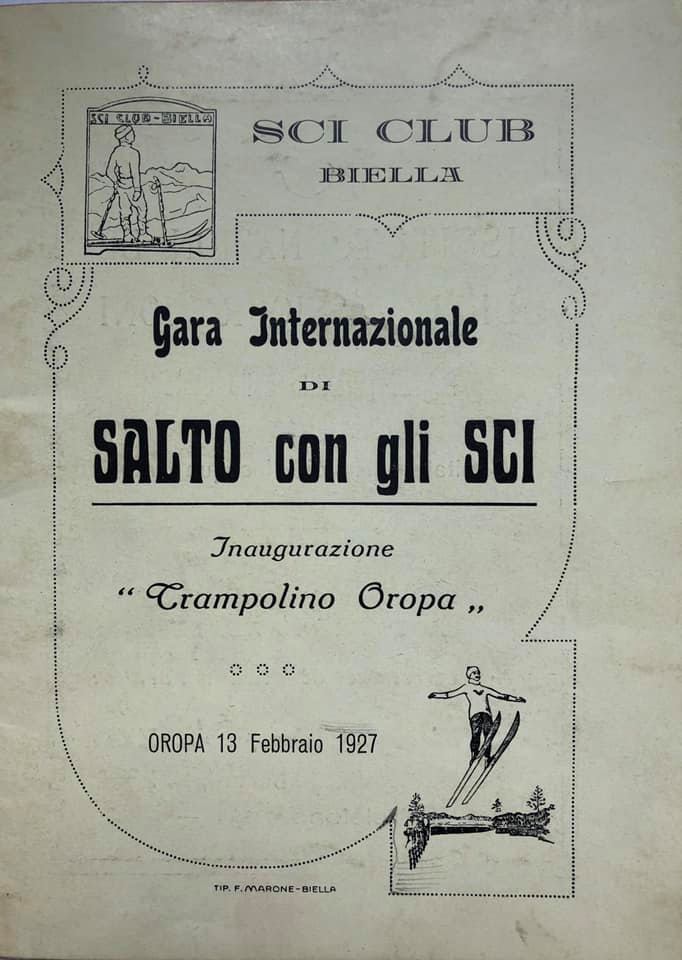 SCI CLUB-BIELLA
SCI CLUB
BIELLA
Gara Internazionale
DI
SALTO con gli SCI
Inaugurazione
“ Trampolino Oropa „
OROPA 13 Febbraio 1927
TIP. F. MARONE-BIELLA